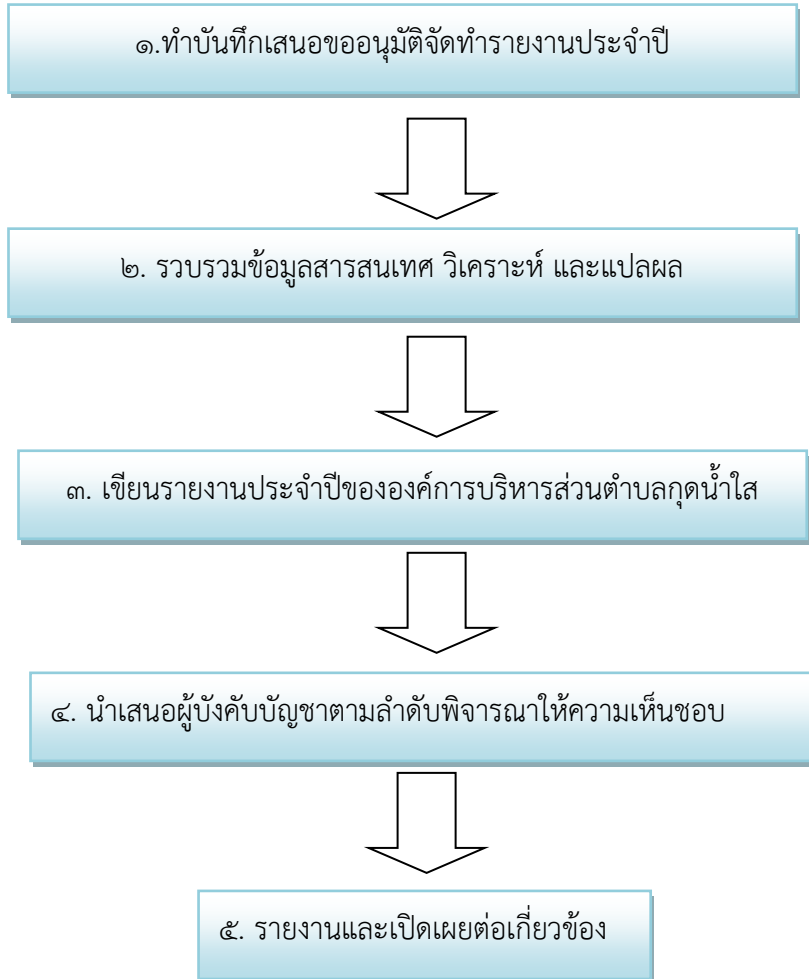 ๑.ทำบันทึกเสนอขออนุมัติจัดทำรายงานประจำปี
๒. รวบรวมข้อมูลสารสนเทศ วิเคราะห์ และแปลผล
๓. เขียนรายงานประจำปีขององค์การบริหารส่วนตำบลกุดน้ำใส
๔. นำเสนอผู้บังคับบัญชาตามลำดับพิจารณาให้ความเห็นชอบ
๕. รายงานและเปิดเผยต่อเกี่ยวข้อง